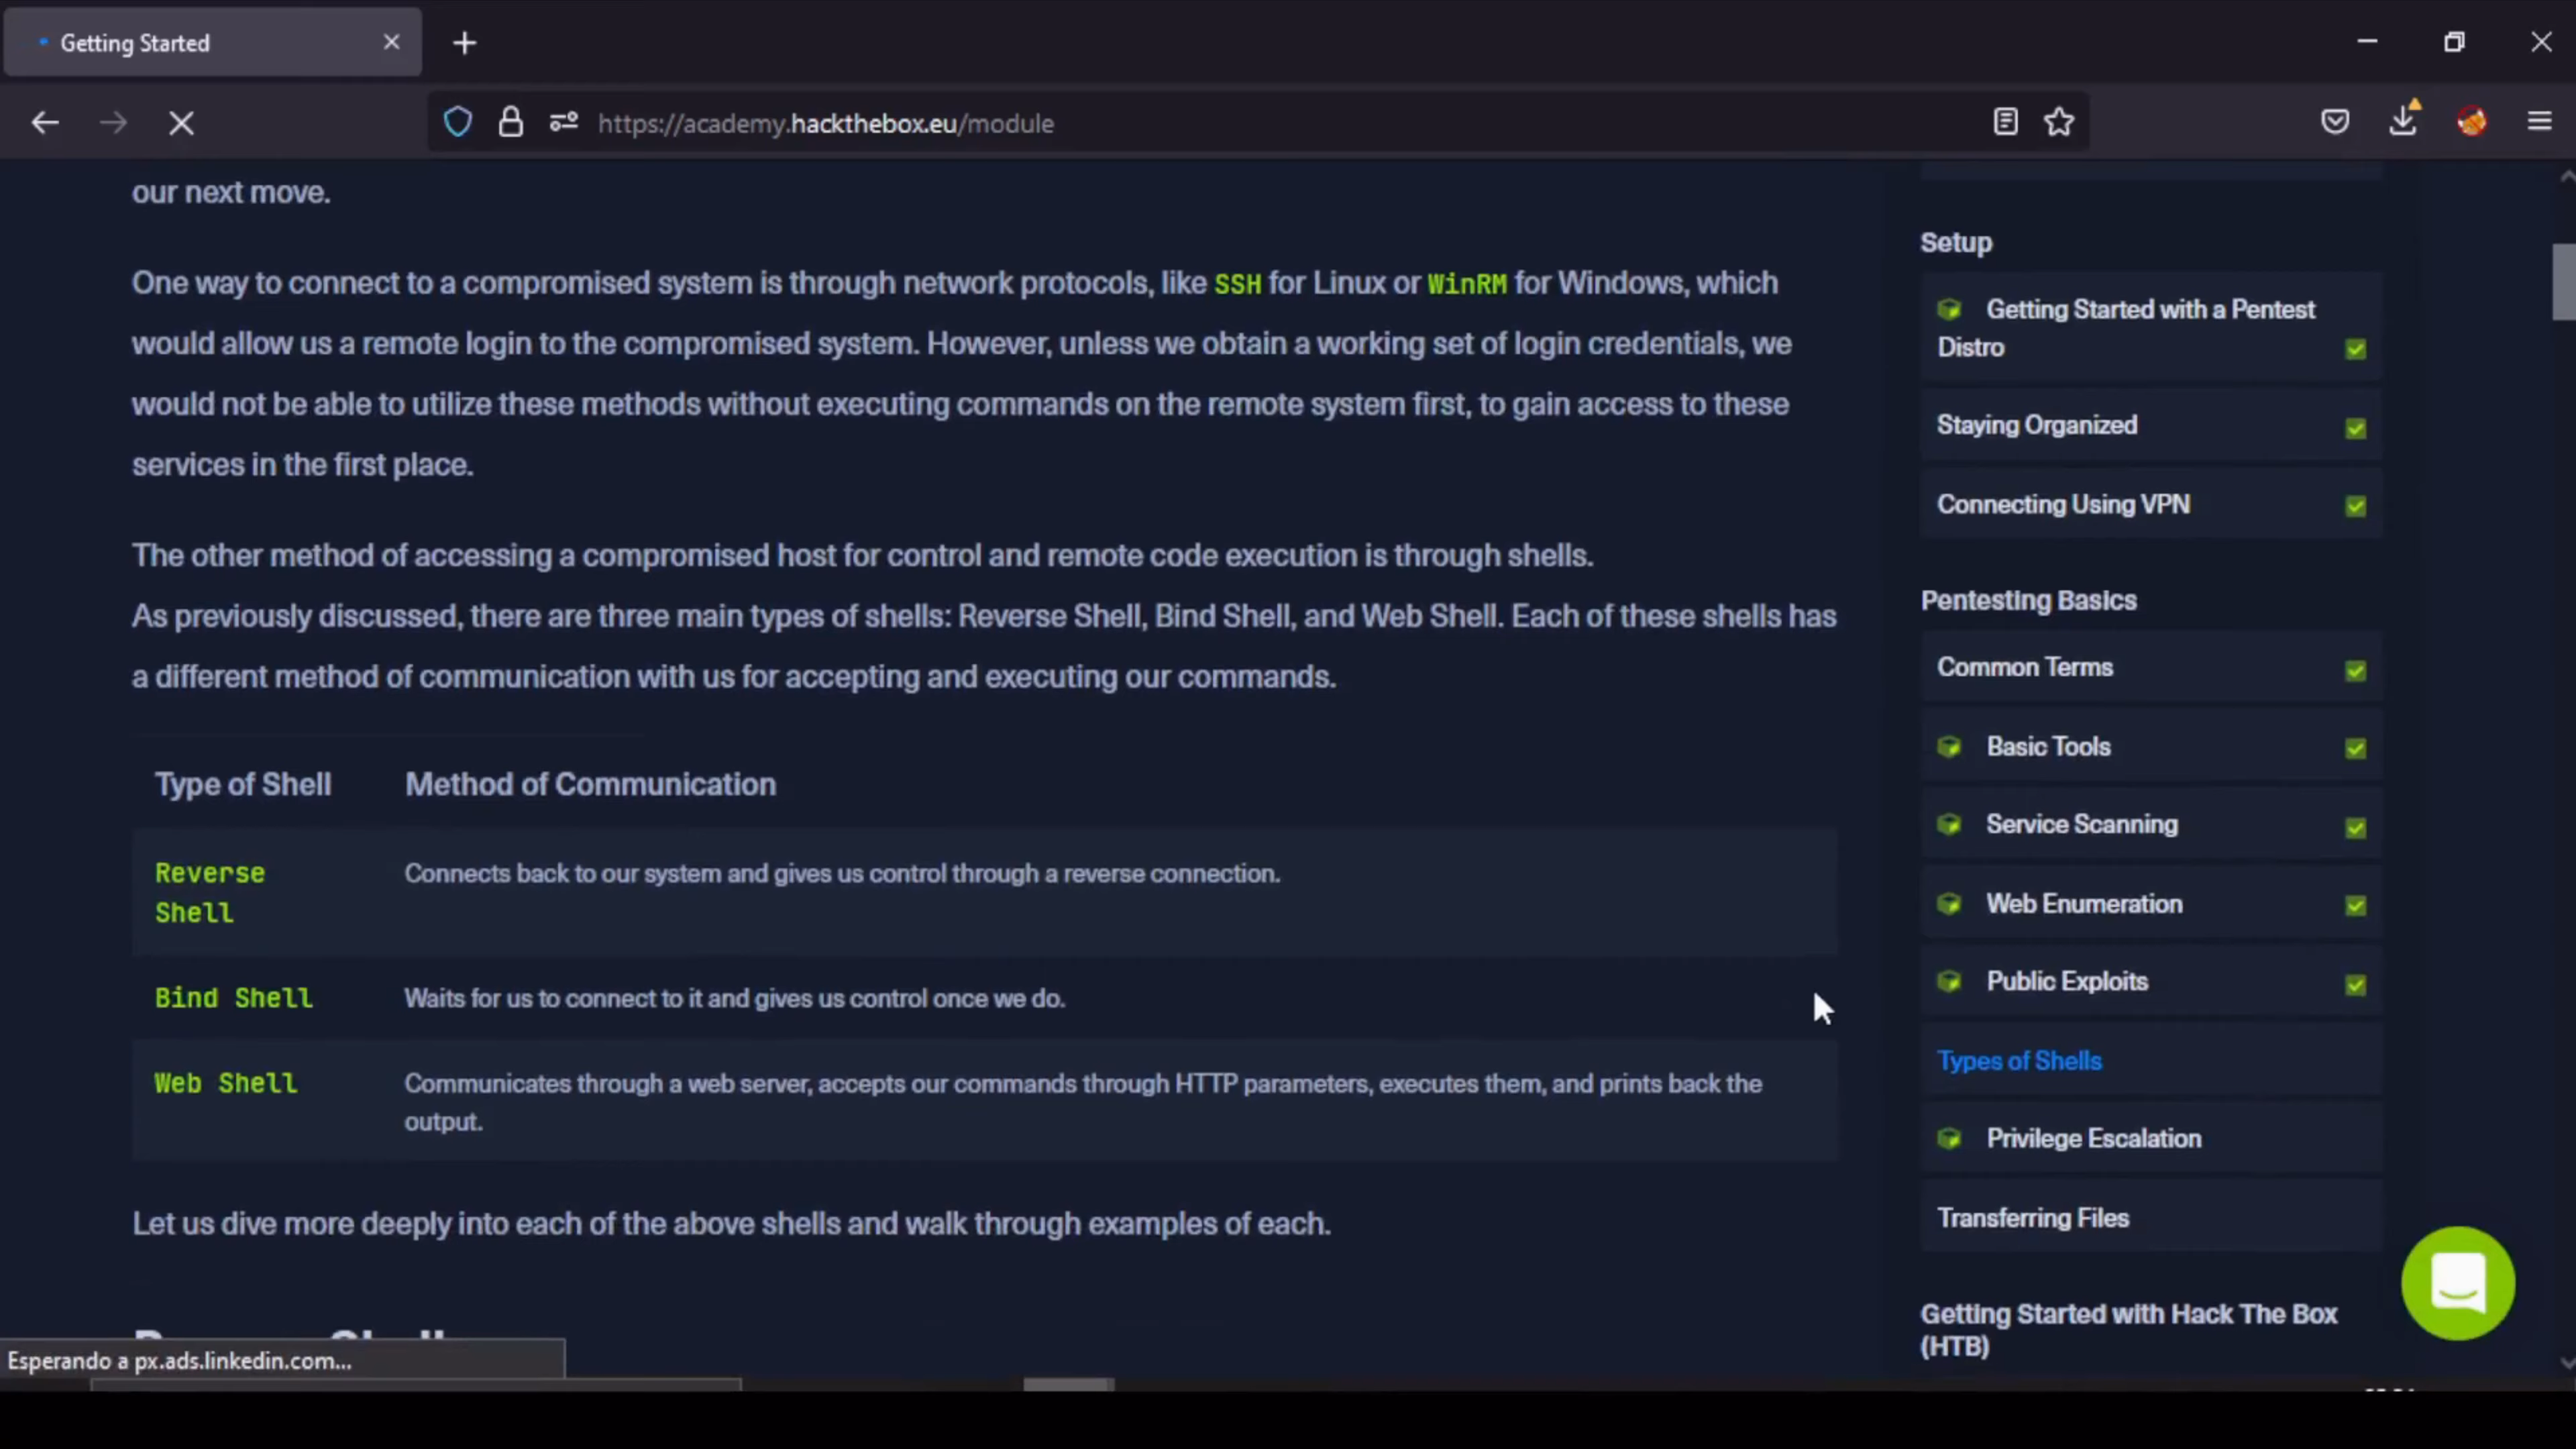 Getting Started
https://academy.hackthebox.eu/module
our next move.
One way to connect to a compromised system is through network protocols, like SSH for Linux or WinRM for Windows, which
would allow us a remote login to the compromised system. However, unless we obtain a working set of login credentials, we
would not be able to utilize these methods without executing commands on the remote system first, to gain access to these
services in the first place.
The other method of accessing a compromised host for control and remote code execution is through shells.
As previously discussed, there are three main types of shells: Reverse Shell, Bind Shell, and Web Shell. Each of these shells has
a different method of communication with us for accepting and executing our commands.
Type of Shell Method of Communication
Reverse
Shell
Connects back to our system and gives us control through a reverse connection.
Bind Shell Waits for us to connect to it and gives us control once we do.
Web Shell Communicates through a web server, accepts our commands through HTTP parameters, executes them, and prints back the
output.
Let us dive more deeply into each of the above shells and walk through examples of each.
Esperando a px.ads.linkedin.com...
Setup
Getting Started with a Pentest
Distro
Staying Organized
Connecting Using VPN
Pentesting Basics
Common Terms
Basic Tools
Service Scanning
Web Enumeration
Public Exploits
Types of Shells
Privilege Escalation
Transferring Files
Getting Started with Hack The Box
(HTB)